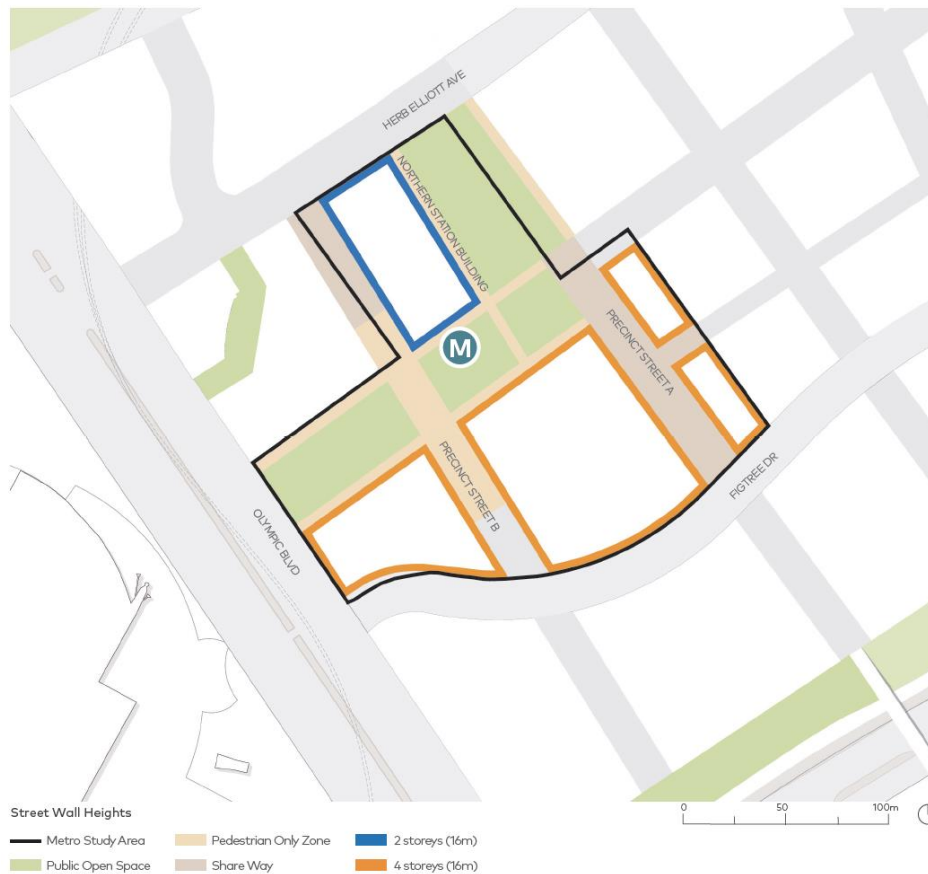 HERB ELLIOTT AVE
NORTHERN STATION BUILDING
M
PRECINCT STREET A
PRECINCT STREET B
FIGTREE DR
OLYMPIC BLVD
Street Wall Heights
0 50 100m
Metro Study Area Pedestrian Only Zone 2 storeys (16m)
Public Open Space Share Way 4 storeys (16m)